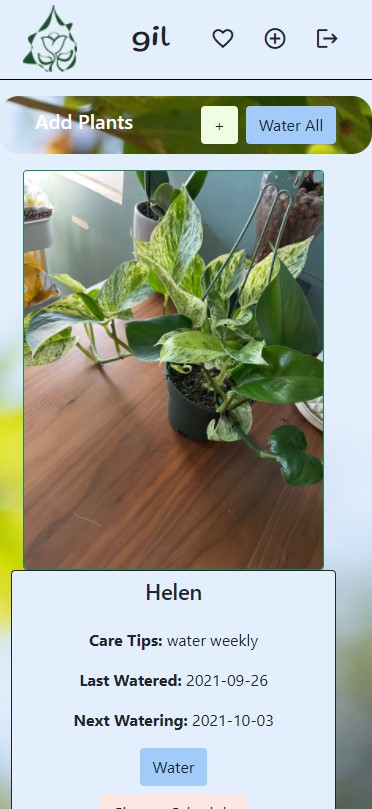 gil
Add Plants
+
Water All
Helen
Care Tips: water weekly
Last Watered: 2021-09-26
Next Watering: 2021-10-03
Water